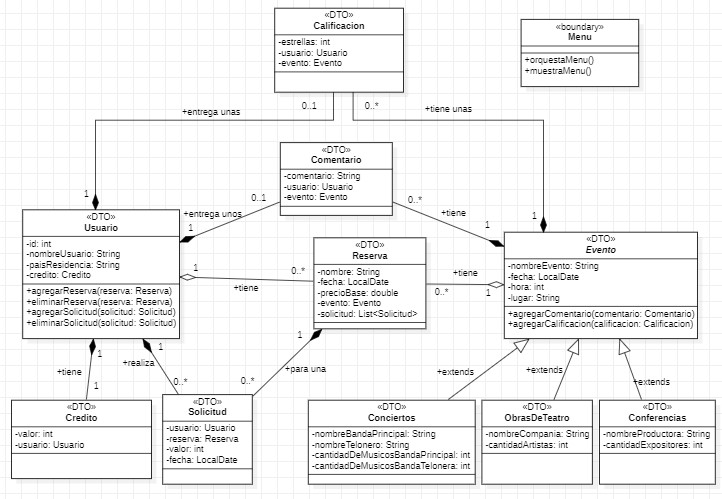 «DTO»
Calificacion
-estrellas: int
-usuario: Usuario
-evento: Evento
«boundary»
Menu
+orquestaMenu()
+muestraMenu()
+entrega unas
0..1
0..*
+tiene unas
«DTO»
Comentario
-comentario: String
-usuario: Usuario
-evento: Evento
1
+entrega unos
0..1
1
0..*
+tiene
1
1
«DTO»
Usuario
-id: int
-nombreUsuario: String
-paisResidencia: String
-credito: Credito
+agregarReserva(reserva: Reserva)
+eliminarReserva(reserva: Reserva)
+agregarSolicitud(solicitud: Solicitud)
+eliminarSolicitud(solicitud: Solicitud)
1
+tiene
0..*
«DTO»
Reserva
-nombre: String
-fecha: LocalDate
-precioBase: double
-evento: Evento
-solicitud: List<Solicitud>
+tiene
0..*
1
«DTO»
Evento
-nombreEvento: String
-fecha: LocalDate
-hora: int
-lugar: String
+agregarComentario(comentario: Comentario)
+agregarCalificacion(calificacion: Calificacion)
1
+tiene
1
1
+realiza
0..*
1
+para una
0..*
+extends
+extends
+extends
«DTO»
Credito
-valor: int
-usuario: Usuario
«DTO»
Solicitud
-usuario: Usuario
-reserva: Reserva
-valor: int
-fecha: LocalDate
«DTO»
Conciertos
-nombreBandaPrincipal: String
-nombreTelonero: String
-cantidadDeMusicosBandaPrincipal: int
-cantidadDeMusicosBandaTelonera: int
«DTO»
ObrasDeTeatro
-nombreCompania: String
-cantidadArtistas: int
«DTO»
Conferencias
-nombreProductora: String
-cantidadExpositores: int